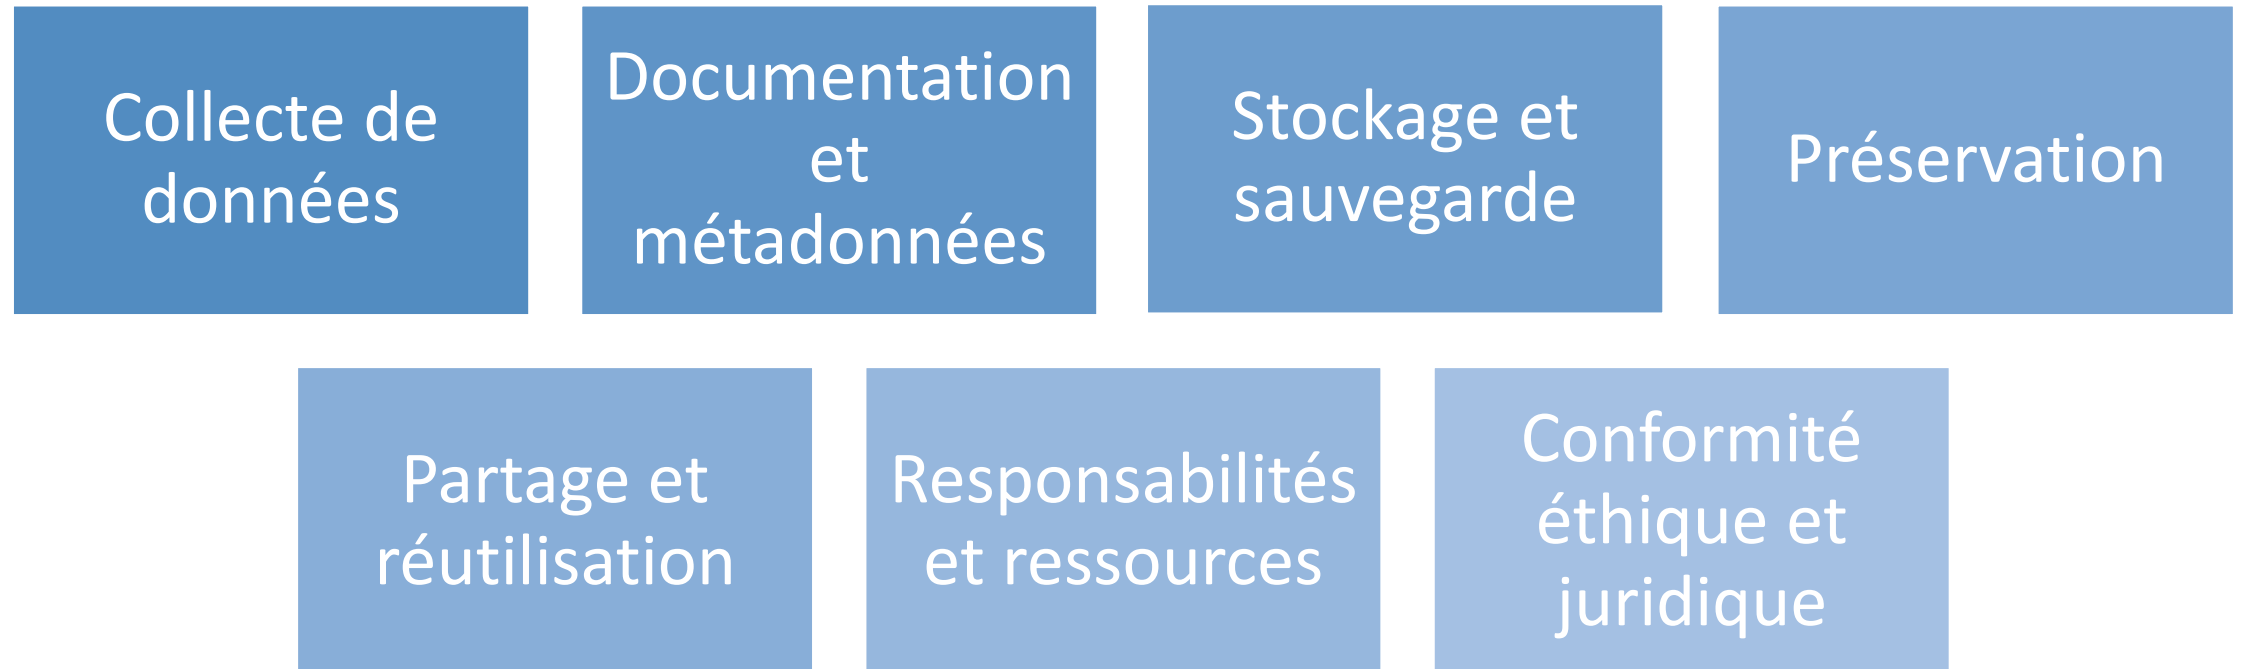 Collecte de
données
Documentation
et
métadonnées
Stockage et
sauvegarde
Préservation
Partage et
réutilisation
Responsabilités
et ressources
Conformité
éthique et
juridique